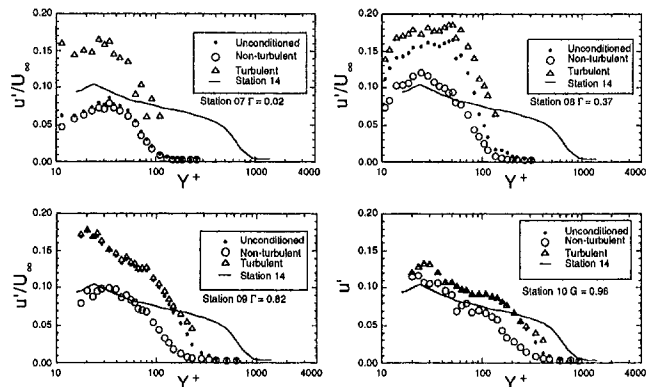 0.20
0.15
0.10
0.05
0.00
u'/U∞
Unconditioned
Non-turbulent
Turbulent
Station 14
Station 07 Γ = 0.02
10
100
1000
4000
Y +
0.20
0.15
0.10
0.05
0.00
u'/U∞
Unconditioned
Non-turbulent
Turbulent
Station 14
Station 08 Γ = 0.37
10
100
1000
4000
Y +
0.20
0.15
0.10
0.05
0.00
u'/U∞
Unconditioned
Non-turbulent
Turbulent
Station 14
Station 09 Γ = 0.82
10
100
1000
4000
Y +
0.20
0.15
0.10
0.05
0.00
u'
Unconditioned
Non-turbulent
Turbulent
Station 14
Station 10 G = 0.96
10
100
1000
4000
Y +